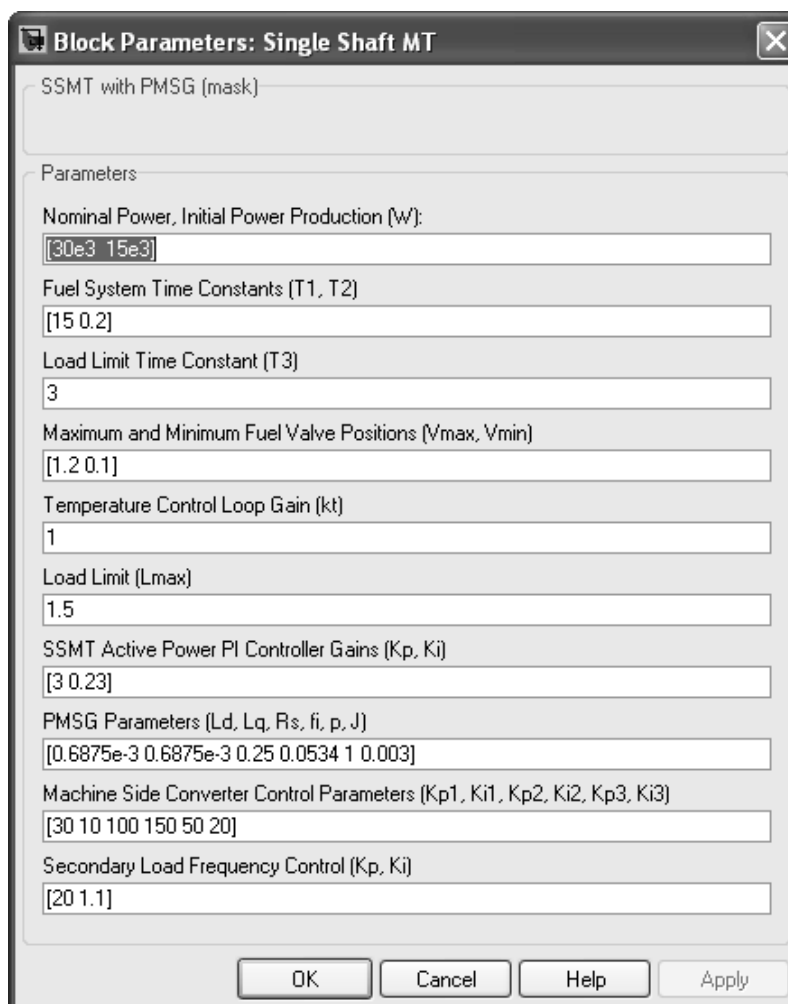 Block Parameters: Single Shaft MT
SSMT with PMSG (mask)
Parameters
Nominal Power, Initial Power Production (W):
[30e3  15e3]
Fuel System Time Constants (T1, T2)
[15 0.2]
Load Limit Time Constant (T3)
3
Maximum and Minimum Fuel Valve Positions (Vmax, Vmin)
[1.2 0.1]
Temperature Control Loop Gain (kt)
1
Load Limit (Lmax)
1.5
SSMT Active Power PI Controller Gains (Kp, Ki)
[3 0.23]
PMSG Parameters (Ld, Lq, Rs, fi, p, J)
[0.6875e-3 0.6875e-3 0.25 0.0534 1 0.003]
Machine Side Converter Control Parameters (Kp1, Ki1, Kp2, Ki2, Kp3, Ki3)
[30 10 100 150 50 20]
Secondary Load Frequency Control (Kp, Ki)
[20 1.1]
OK Cancel Help Apply